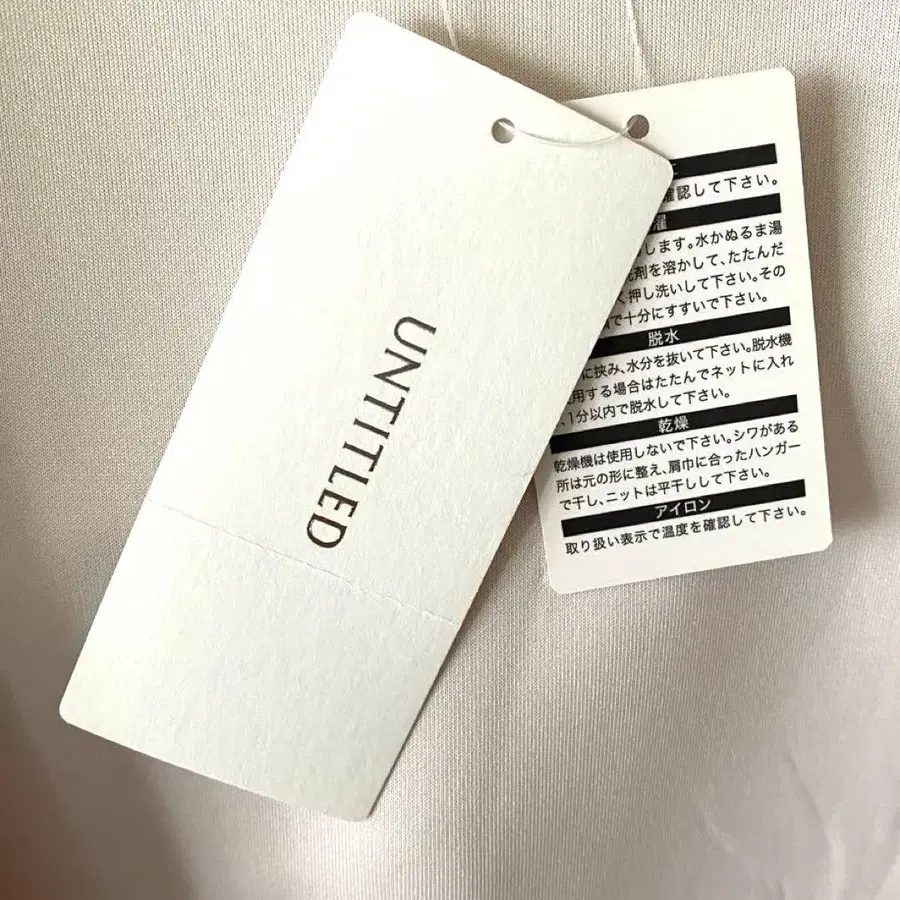 UNTITLED
確認して下さい。
濯
します。水かぬるま湯
剤を溶かして、たたんだ
押し洗いして下さい。その
で十分にすすいで下さい。
脱水
に挟み、水分を抜いて下さい。脱水機
用する場合はたたんでネットに入れ
、1分以内で脱水して下さい。
乾燥
乾燥機は使用しないで下さい。シワがある
所は元の形に整え、肩巾に合ったハンガー
で干し、ニットは平干しして下さい。
アイロン
取り扱い表示で温度を確認して下さい。